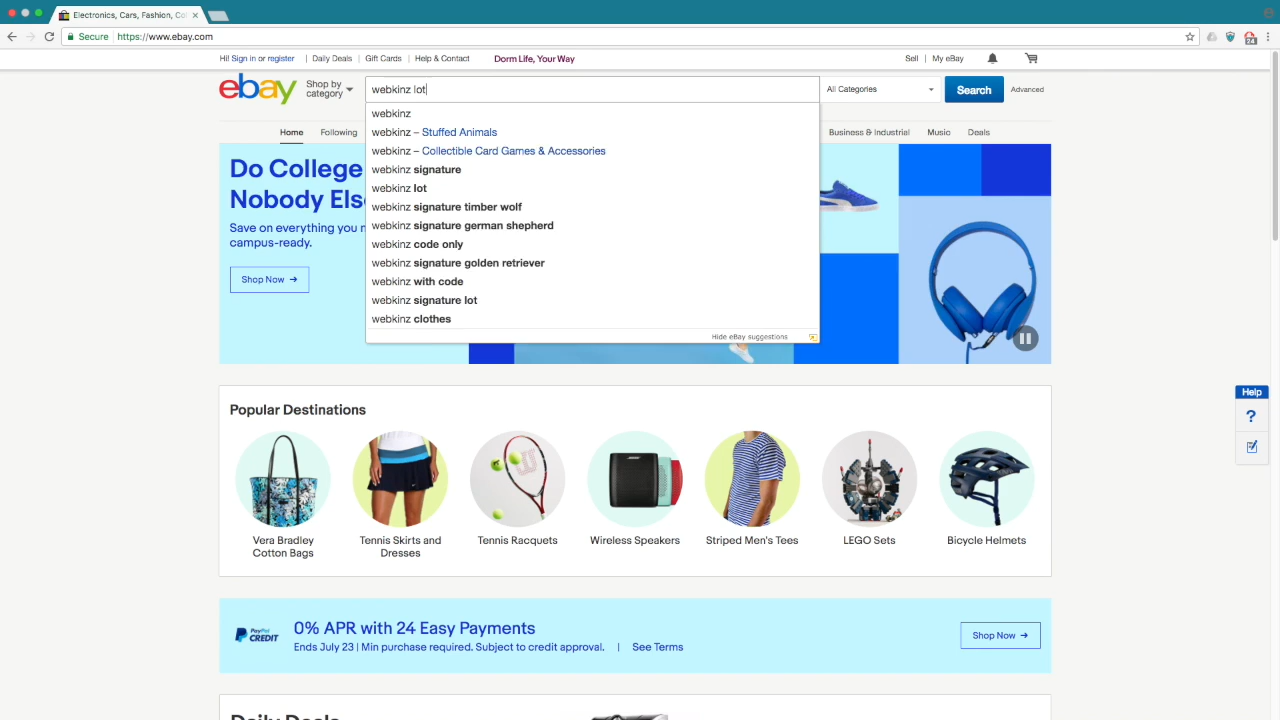 Electronics, Cars, Fashion, Co
Secure
https://www.ebay.com
24
Hi! Sign in or register
Daily Deals
Gift Cards
Help & Contact
Dorm Life, Your Way
Sell
My eBay
ebay
Shop by
category
webkinz lot
All Categories
Search
Advanced
webkinz
webkinz – Stuffed Animals
webkinz – Collectible Card Games & Accessories
webkinz signature
webkinz lot
webkinz signature timber wolf
webkinz signature german shepherd
webkinz code only
webkinz signature golden retriever
webkinz with code
webkinz signature lot
webkinz clothes
Hide eBay suggestions
Home
Following
Business & Industrial
Music
Deals
Do College
Nobody Els
Save on everything you n
campus-ready.
Shop Now
Help
?
Popular Destinations
Vera Bradley
Cotton Bags
Tennis Skirts and
Dresses
Tennis Racquets
Wireless Speakers
Striped Men's Tees
LEGO Sets
Bicycle Helmets
PayPal
CREDIT
0% APR with 24 Easy Payments
Ends July 23 | Min purchase required. Subject to credit approval. | See Terms
Shop Now
Daily Deals